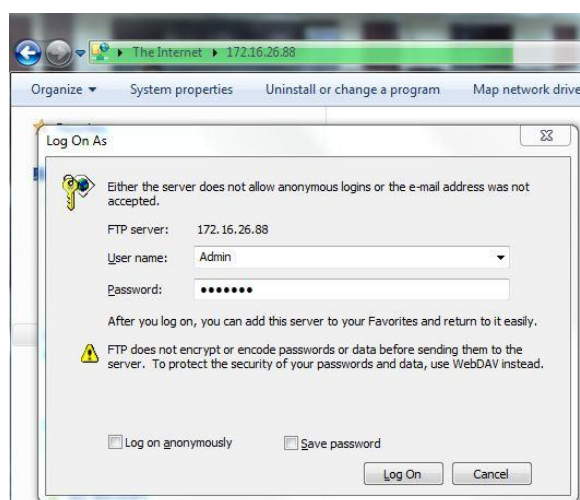 The Internet 172.16.26.88
Organize System properties Uninstall or change a program Map network drive
Log On As
Either the server does not allow anonymous logins or the e-mail address was not
accepted.
FTP server: 172.16.26.88
User name: Admin
Password: •••••••
After you log on, you can add this server to your Favorites and return to it easily.
FTP does not encrypt or encode passwords or data before sending them to the
server. To protect the security of your passwords and data, use WebDAV instead.
Log on anonymously Save password
Log On Cancel